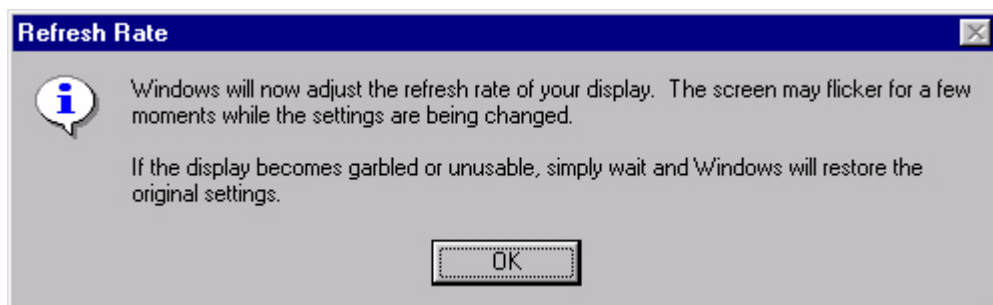 Refresh Rate
Windows will now adjust the refresh rate of your display.  The screen may flicker for a few
moments while the settings are being changed.
If the display becomes garbled or unusable, simply wait and Windows will restore the
original settings.
OK